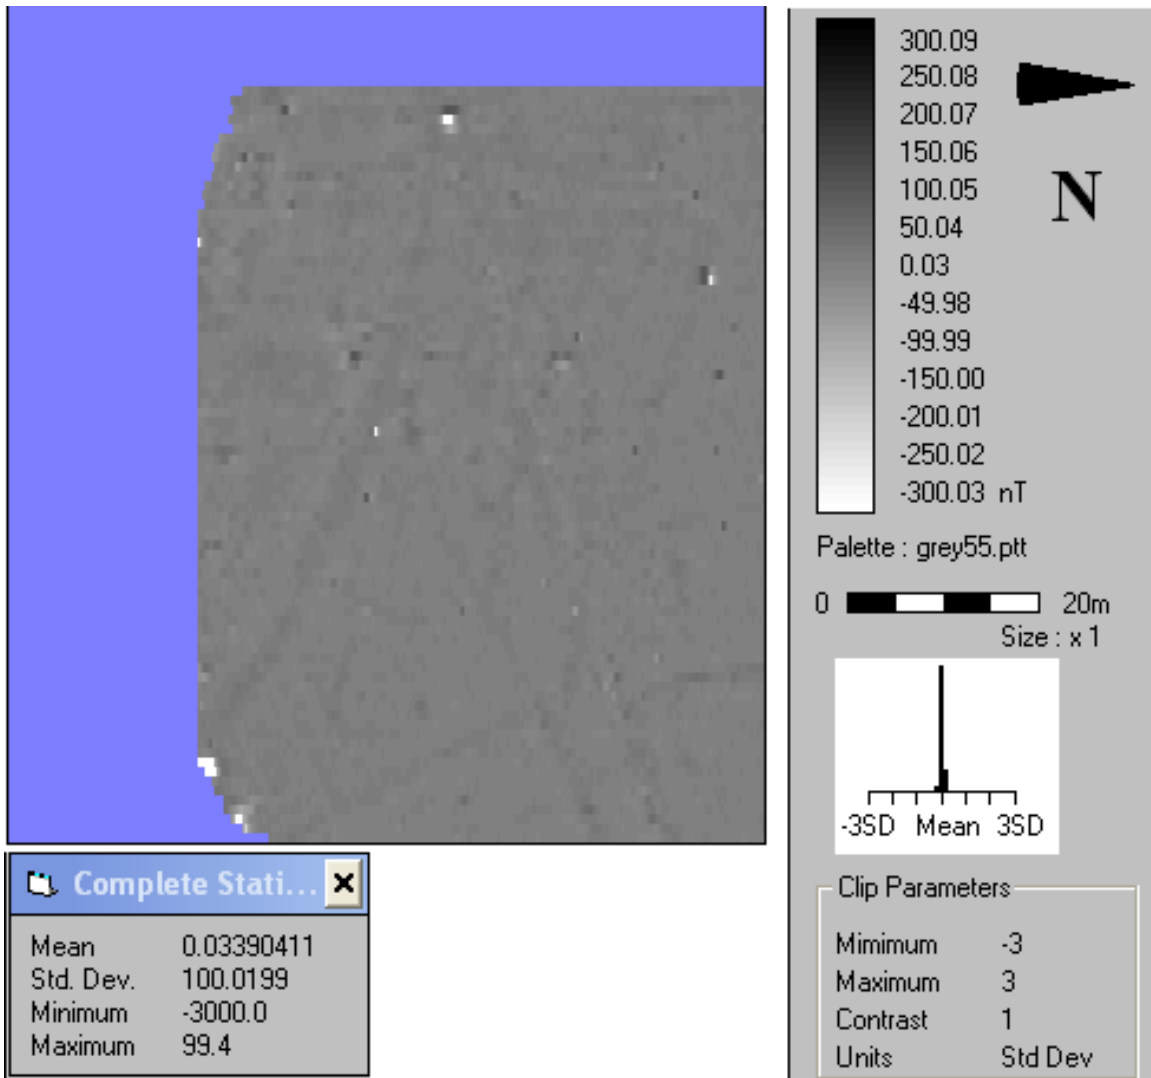 300.09
250.08
200.07
150.06
100.05
50.04
0.03
-49.98
-99.99
-150.00
-200.01
-250.02
-300.03 nT
N
Palette : grey55.ptt
0 20m
Size : x 1
-3SD Mean 3SD
Clip Parameters
Mimimum -3
Maximum 3
Contrast 1
Units Std Dev
Complete Stati...
Mean 0.03390411
Std. Dev. 100.0199
Minimum -3000.0
Maximum 99.4